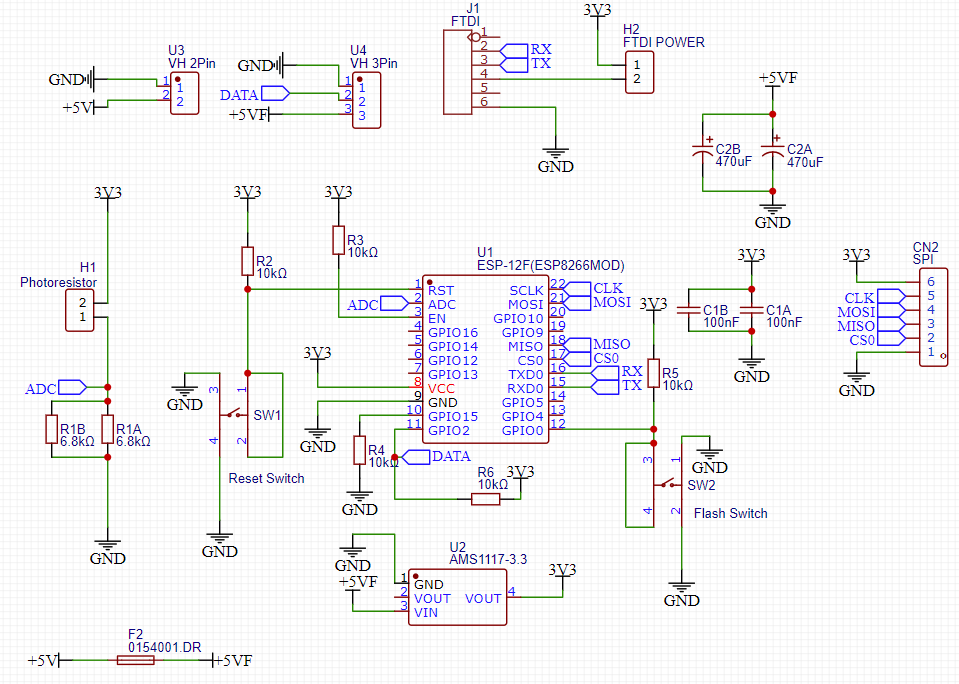 J1
FTDI
1
2
3
4
5
6
RX
TX
3V3
H2
FTDI POWER
1
2
GND
U3
VH 2Pin
GND
+5V
1
2
1
2
U4
VH 3Pin
GND
DATA
+5VF
1
2
3
1
2
3
+5VF
C2B
470uF
C2A
470uF
GND
3V3
H1
Photoresistor
2
1
ADC
R1B
6.8kΩ
R1A
6.8kΩ
GND
3V3
R2
10kΩ
3V3
R3
10kΩ
GND
3
1
4
2
SW1
Reset Switch
GND
U1
ESP-12F(ESP8266MOD)
ADC
3V3
GND
1 RST
2 ADC
3 EN
4 GPIO16
5 GPIO14
6 GPIO12
7 GPIO13
8 VCC
9 GND
10 GPIO15
11 GPIO2
SCLK 22
MOSI 21
GPIO10 20
GPIO9 19
MISO 18
CS0 17
TXD0 16
RXD0 15
GPIO5 14
GPIO4 13
GPIO0 12
CLK
MOSI
MISO
CS0
RX
TX
R4
10kΩ
GND
DATA
R6
10kΩ
3V3
3V3
R5
10kΩ
3
1
4
2
SW2
GND
Flash Switch
GND
3V3
C1B
100nF
C1A
100nF
GND
CN2
SPI
3V3
CLK
MOSI
MISO
CS0
GND
6
5
4
3
2
1
U2
AMS1117-3.3
GND
+5VF
1 GND
2 VOUT
3 VIN
VOUT 4
3V3
F2
0154001.DR
+5V
+5VF